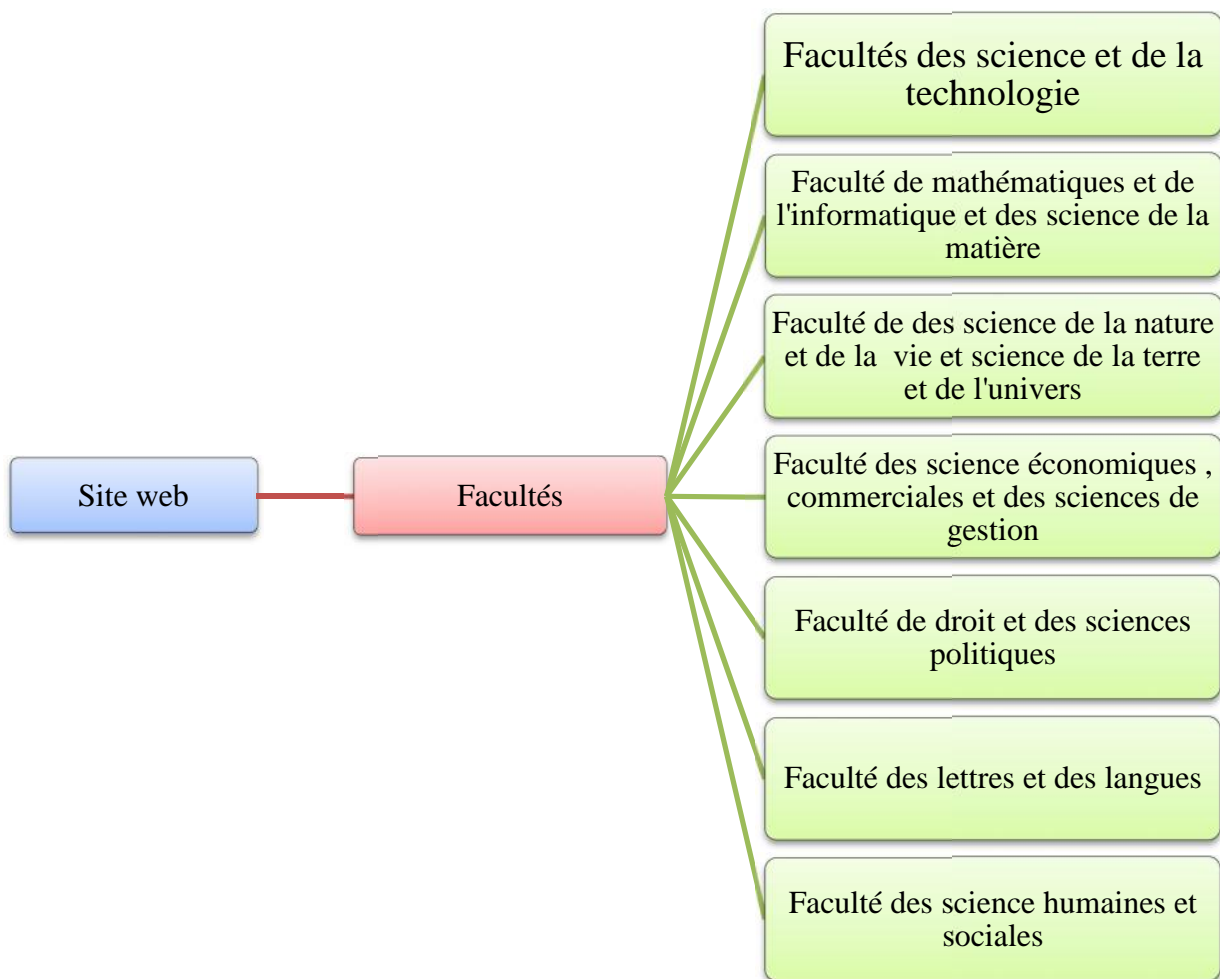 Site web
Facultés
Facultés des science et de la
technologie
Faculté de mathématiques et de
l'informatique et des science de la
matière
Faculté de des science de la nature
et de la  vie et science de la terre
et de l'univers
Faculté des science économiques ,
commerciales et des sciences de
gestion
Faculté de droit et des sciences
politiques
Faculté des lettres et des langues
Faculté des science humaines et
sociales